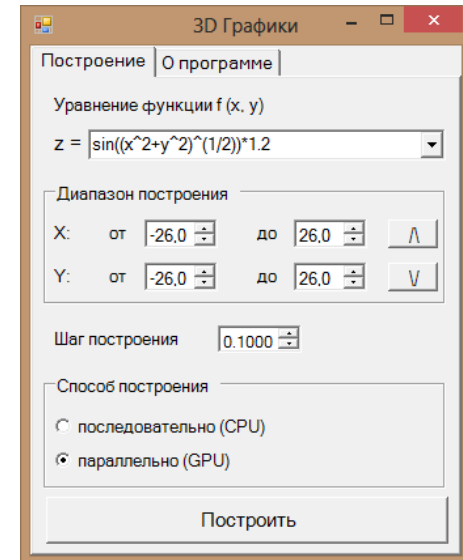 3D Графики
Построение О программе
Уравнение функции f (x, y)
z = sin((x^2+y^2)^(1/2))*1.2
Диапазон построения
X: от -26,0 до 26,0 /\
Y: от -26,0 до 26,0 \/
Шаг построения 0.1000
Способ построения
последовательно (CPU)
параллельно (GPU)
Построить